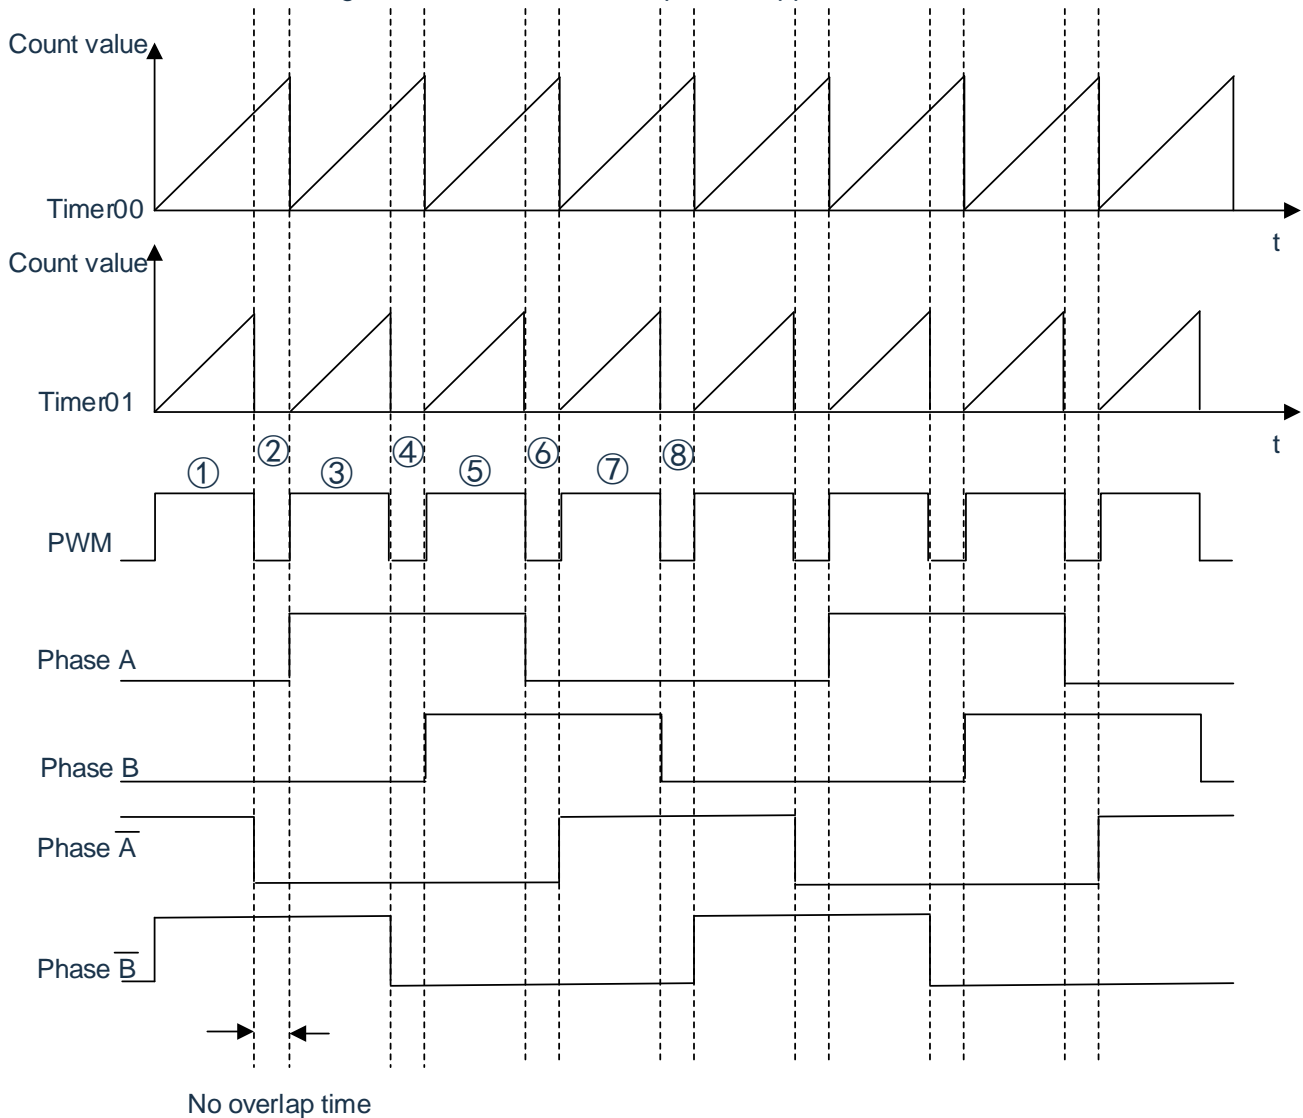 Count value
Timer00
t
Count value
Timer01
t
① ② ③ ④ ⑤ ⑥ ⑦ ⑧
PWM
Phase A
Phase B
Phase A̅
Phase B̅
No overlap time